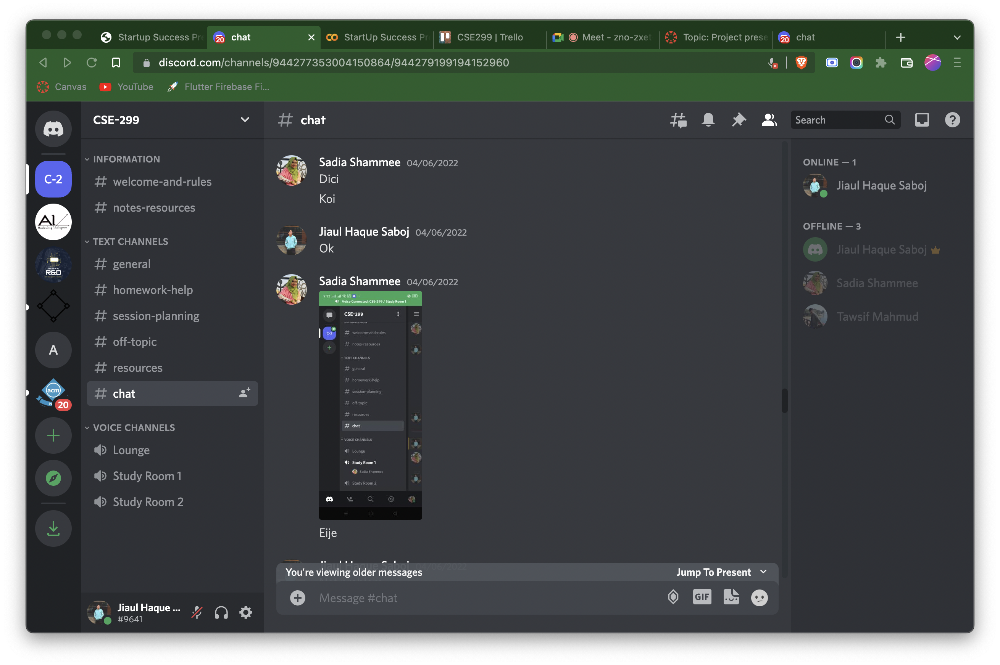 Startup Success Pre
20
chat
StartUp Success Pr
CSE299 | Trello
Meet - zno-zxet
Topic: Project prese
20
chat
discord.com/channels/944277353004150864/944279199194152960
Canvas
YouTube
Flutter Firebase Fi...
CSE-299
chat
Search
C-2
AI
Accelerating Intelligence
R&D
A
acm
20
INFORMATION
welcome-and-rules
notes-resources
TEXT CHANNELS
general
homework-help
session-planning
off-topic
resources
chat
VOICE CHANNELS
Lounge
Study Room 1
Study Room 2
Jiaul Haque ...
#9641
Sadia Shammee 04/06/2022
Dici
Koi
Jiaul Haque Saboj 04/06/2022
Ok
Sadia Shammee 04/06/2022
9:32
Voice Connected: CSE-299 / Study Room 1
CSE-299
INFORMATION
C-2
welcome-and-rules
notes-resources
TEXT CHANNELS
general
homework-help
session-planning
off-topic
resources
chat
VOICE CHANNELS
Lounge
Study Room 1
Sadia Shammee
Study Room 2
Eije
Jiaul Haque Saboj 04/06/2022
You're viewing older messages
Jump To Present
Message #chat
GIF
ONLINE — 1
Jiaul Haque Saboj
OFFLINE — 3
Jiaul Haque Saboj
Sadia Shammee
Tawsif Mahmud